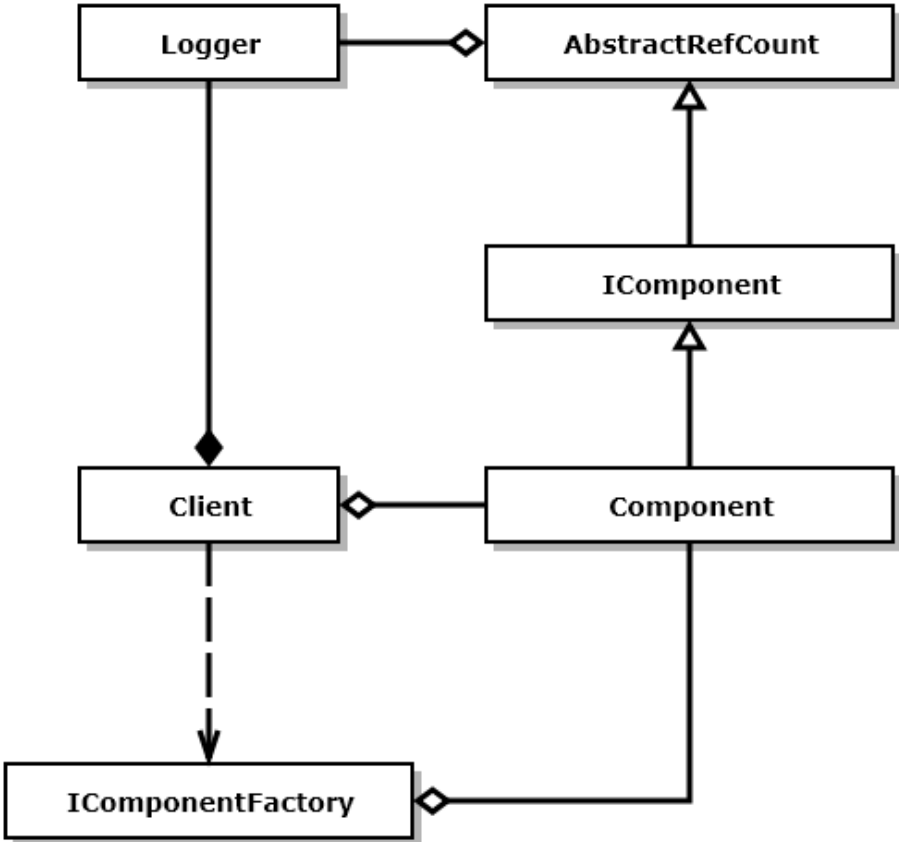 Logger
AbstractRefCount
IComponent
Client
Component
IComponentFactory